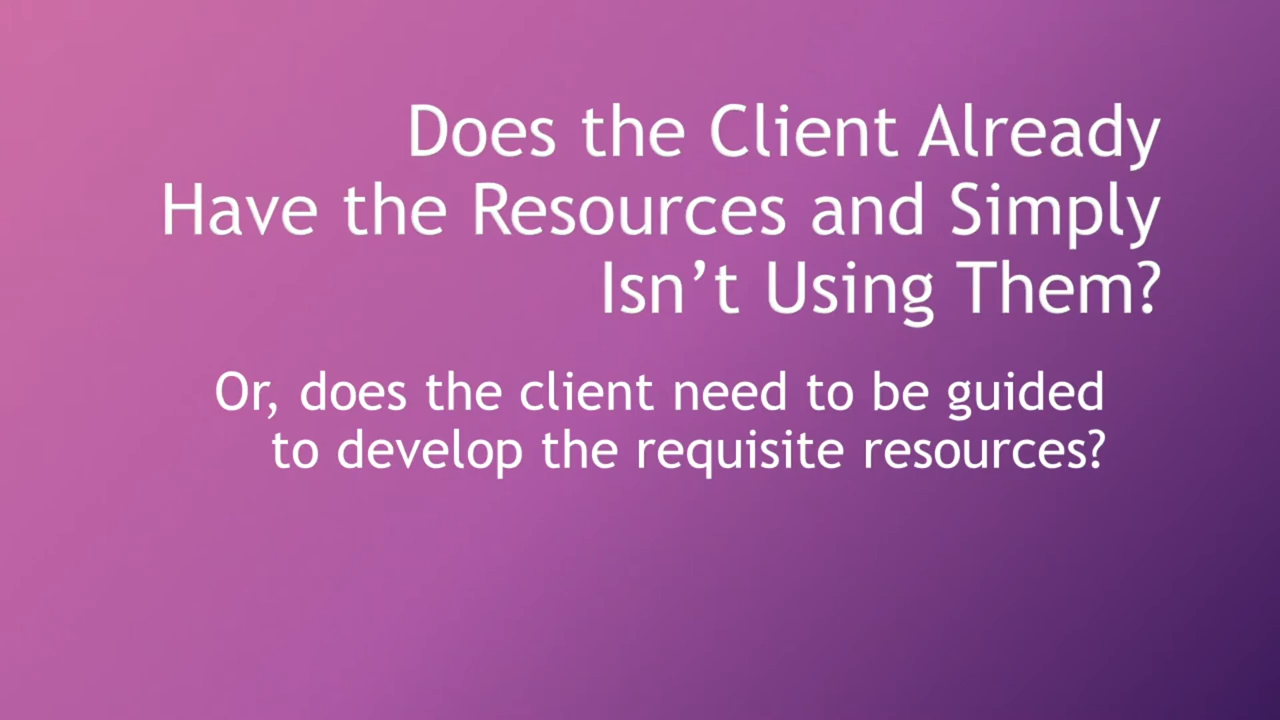 Does the Client Already
Have the Resources and Simply
Isn’t Using Them?
Or, does the client need to be guided
to develop the requisite resources?